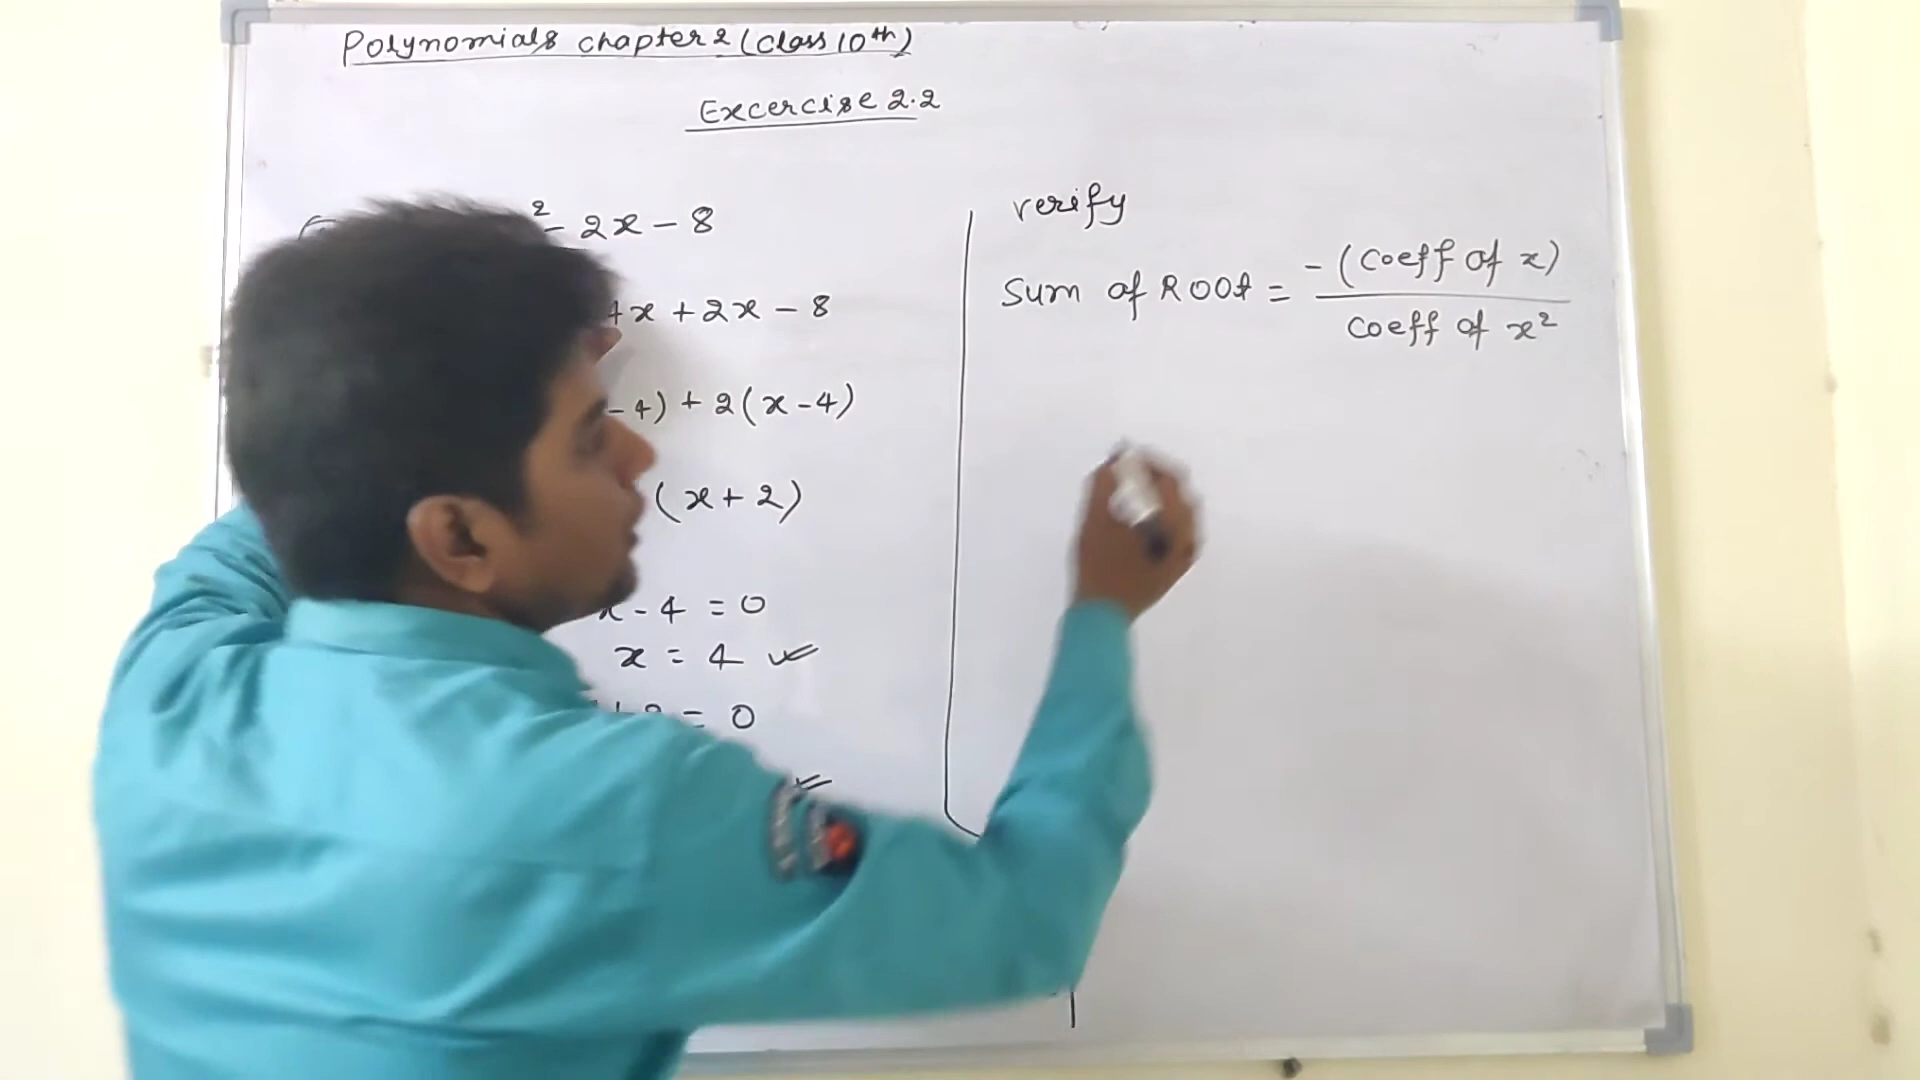 Polynomials chapter 2 (Class 10th)
Excercise 2.2
² - 2x - 8
4x + 2x - 8
- 4) + 2(x - 4)
(x + 2)
x - 4 = 0
x = 4 ✓
= 0
verify
Sum of Root = -(Coeff of x) / Coeff of x²